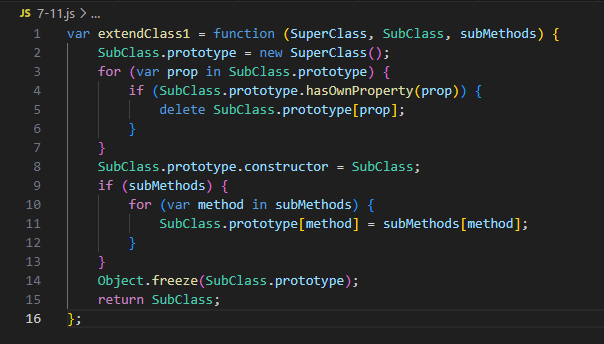 JS 7-11.js > ...
1 var extendClass1 = function (SuperClass, SubClass, subMethods) {
2     SubClass.prototype = new SuperClass();
3     for (var prop in SubClass.prototype) {
4         if (SubClass.prototype.hasOwnProperty(prop)) {
5             delete SubClass.prototype[prop];
6         }
7     }
8     SubClass.prototype.constructor = SubClass;
9     if (subMethods) {
10         for (var method in subMethods) {
11             SubClass.prototype[method] = subMethods[method];
12         }
13     }
14     Object.freeze(SubClass.prototype);
15     return SubClass;
16 };